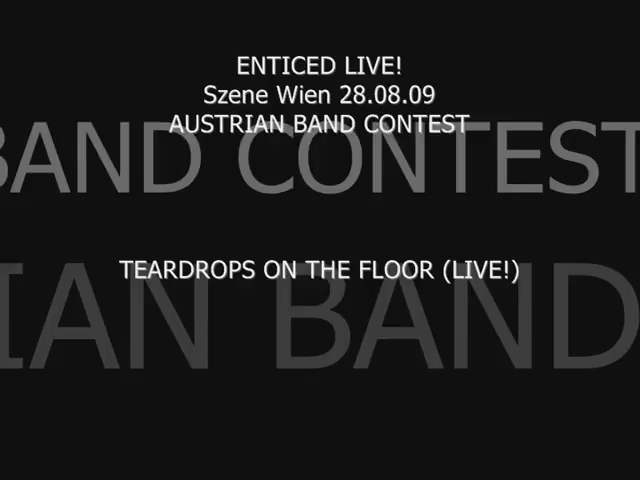 ENTICED LIVE!
Szene Wien 28.08.09
AUSTRIAN BAND CONTEST
BAND CONTEST
TEARDROPS ON THE FLOOR (LIVE!)
IAN BAND